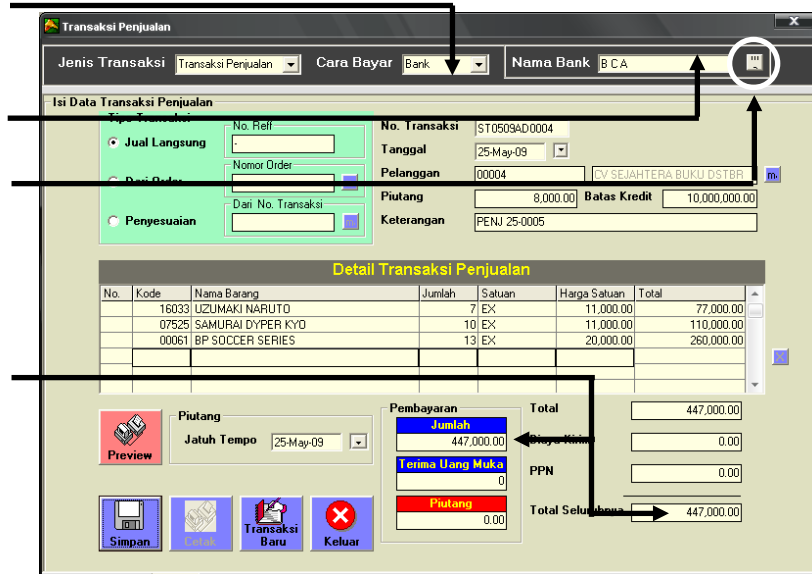 Transaksi Penjualan
Jenis Transaksi Transaksi Penjualan Cara Bayar Bank Nama Bank B C A
Isi Data Transaksi Penjualan
Tipe Transaksi
Jual Langsung
No. Reff
-
Dari Order
Nomor Order
Penyesuaian
Dari No. Transaksi
No. Transaksi ST0509AD0004
Tanggal 25-May-09
Pelanggan 00004 CV SEJAHTERA BUKU DSTBR
Piutang 8,000.00 Batas Kredit 10,000,000.00
Keterangan PENJ 25-0005
Detail Transaksi Penjualan
No. Kode Nama Barang Jumlah Satuan Harga Satuan Total
16033 UZUMAKI NARUTO 7 EX 11,000.00 77,000.00
07525 SAMURAI DYPER KYO 10 EX 11,000.00 110,000.00
00061 BP SOCCER SERIES 13 EX 20,000.00 260,000.00
Preview
Piutang
Jatuh Tempo 25-May-09
Pembayaran
Jumlah
447,000.00
Terima Uang Muka
0
Piutang
0.00
Total 447,000.00
Biaya Kirim 0.00
PPN 0.00
Total Seluruhnya 447,000.00
Simpan
Cetak
Transaksi
Baru
Keluar